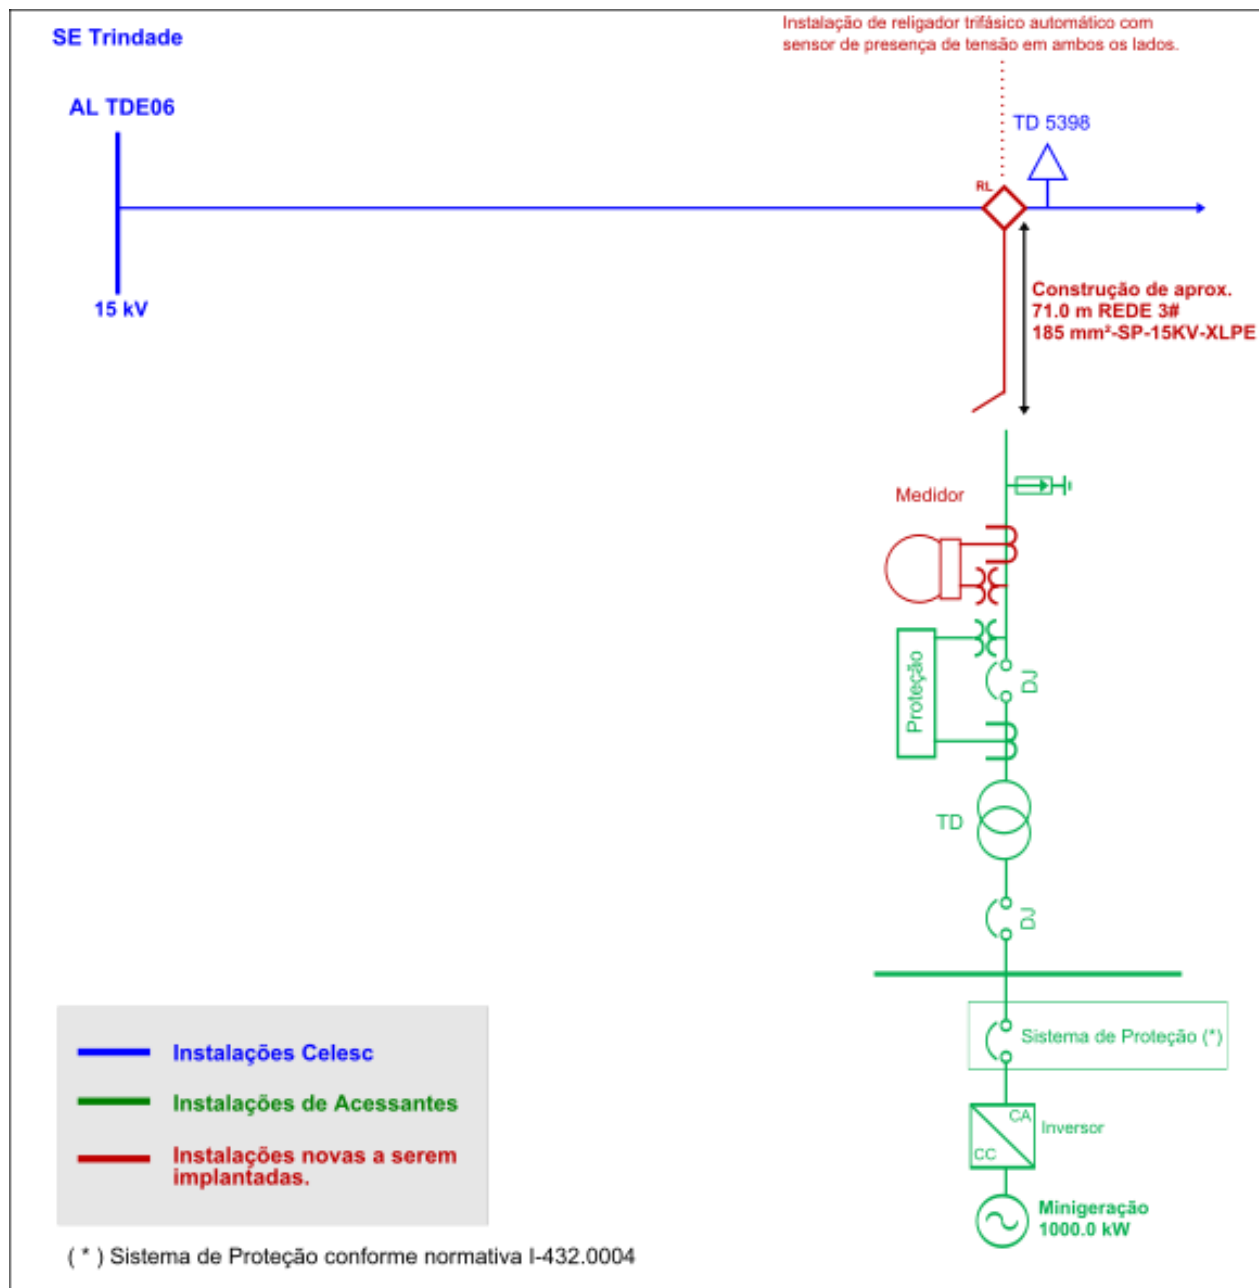 SE Trindade
Instalação de religador trifásico automático com
sensor de presença de tensão em ambos os lados.
AL TDE06
TD 5398
RL
15 kV
Construção de aprox.
71.0 m REDE 3#
185 mm²-SP-15KV-XLPE
Medidor
Proteção
DJ
TD
DJ
Sistema de Proteção (*)
CA
CC
Inversor
Minigeração
1000.0 kW
Instalações Celesc
Instalações de Acessantes
Instalações novas a serem
implantadas.
( * ) Sistema de Proteção conforme normativa I-432.0004